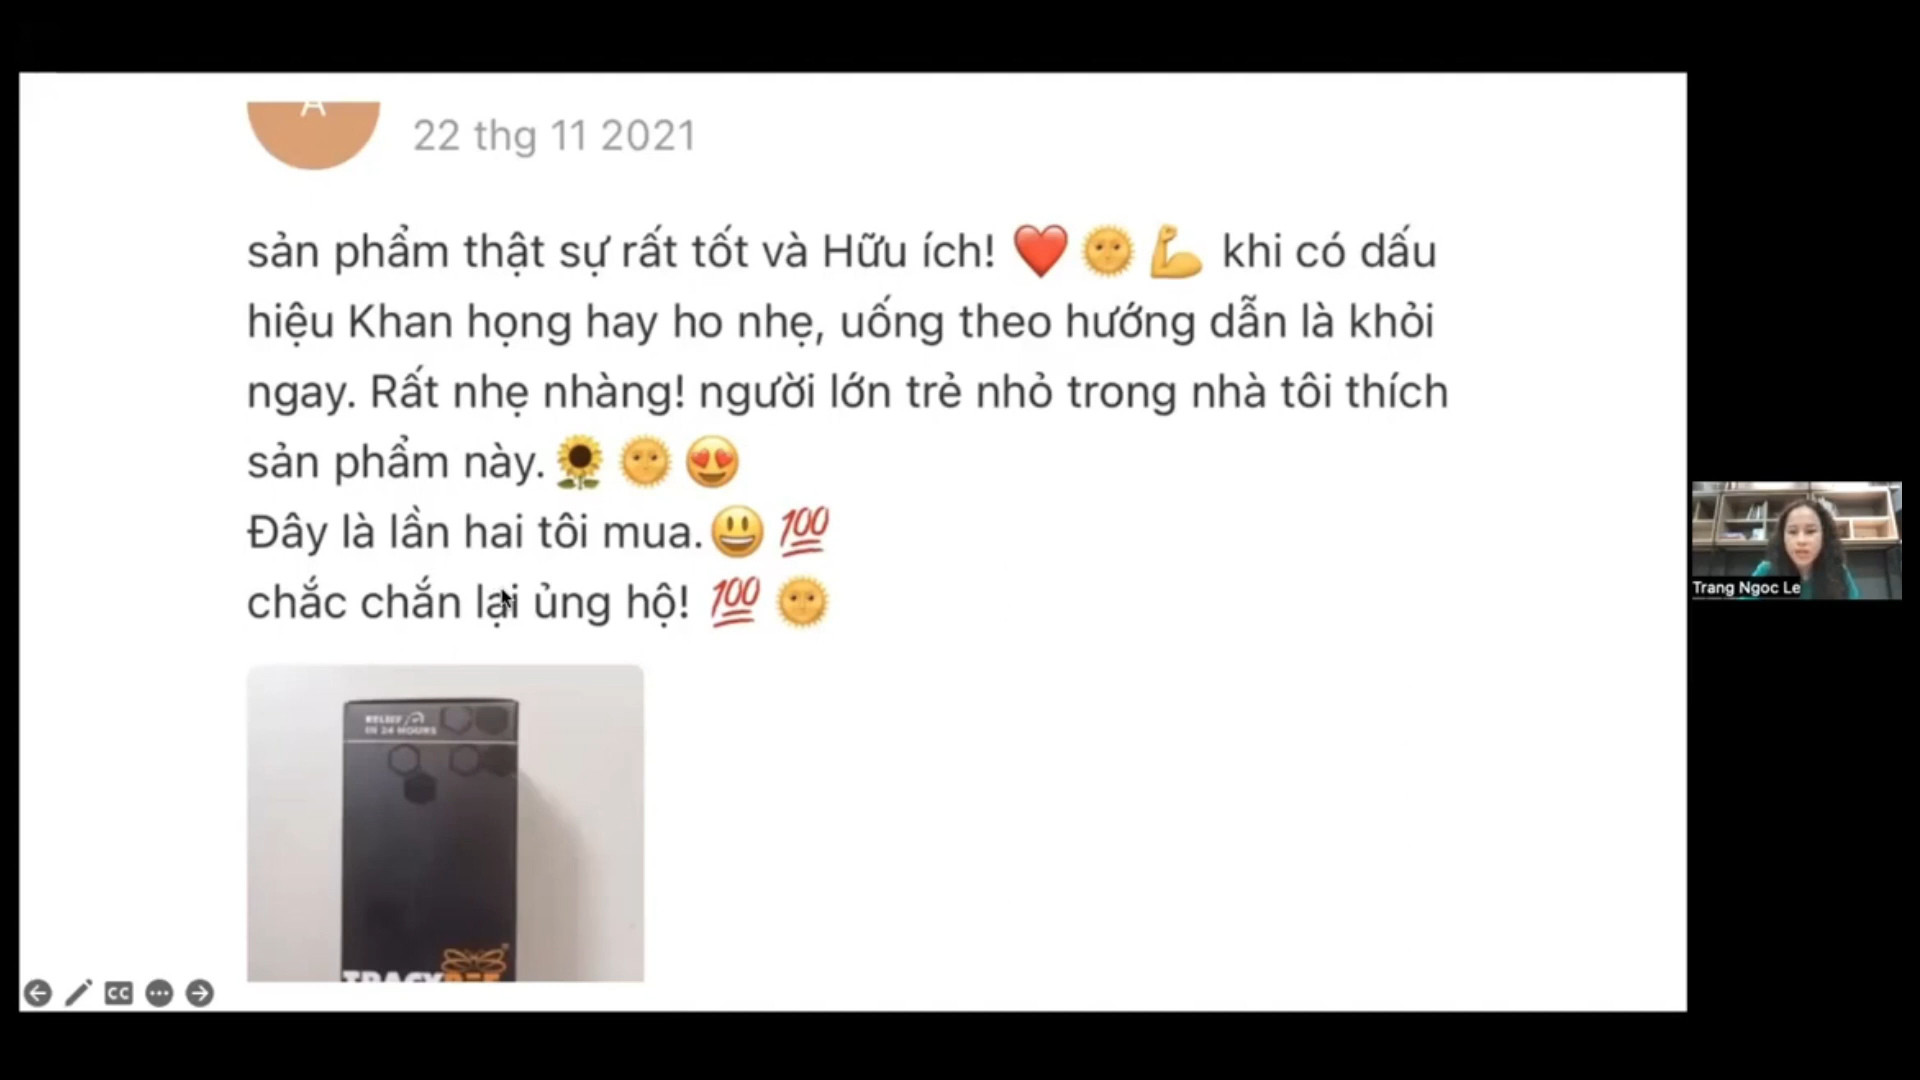 A
22 thg 11 2021
sản phẩm thật sự rất tốt và Hữu ích! ❤️🌞💪 khi có dấu
hiệu Khan họng hay ho nhẹ, uống theo hướng dẫn là khỏi
ngay. Rất nhẹ nhàng! người lớn trẻ nhỏ trong nhà tôi thích
sản phẩm này.🌻🌞😍
Đây là lần hai tôi mua.😃💯
chắc chắn lại ủng hộ! 💯🌞
RELIEF
IN 24 HOURS
Trang Ngoc Le
CC